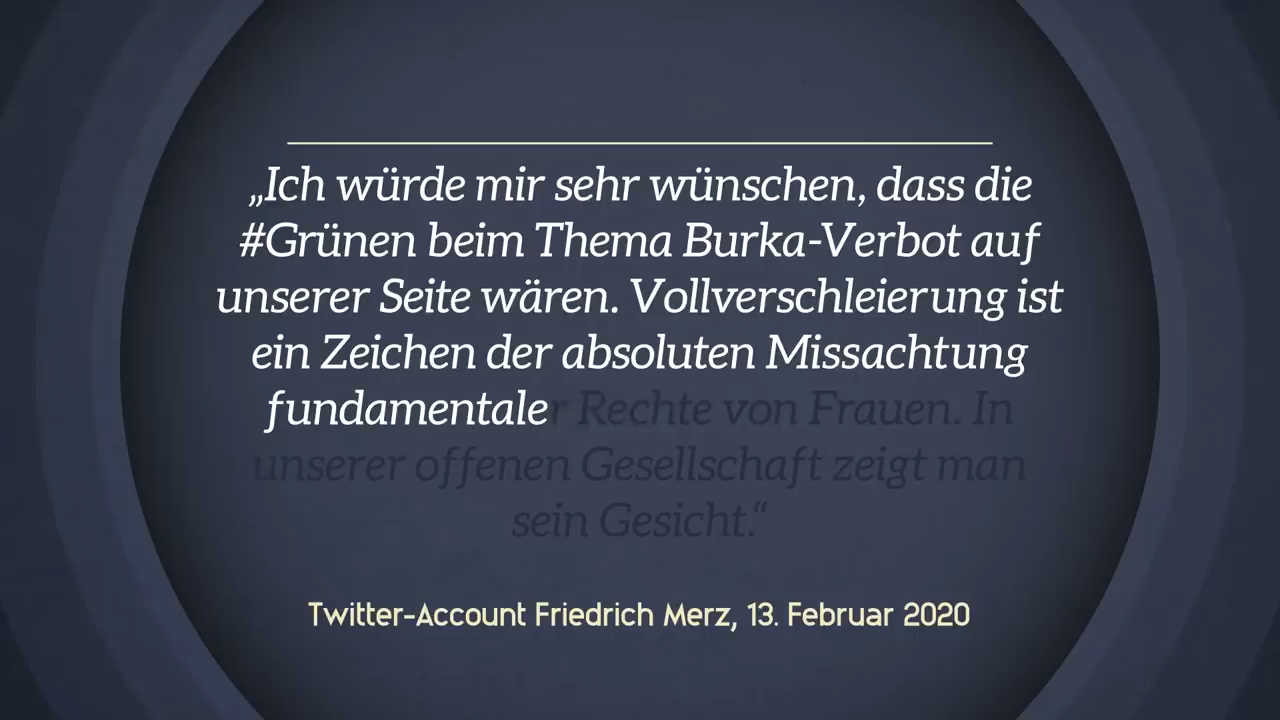 „Ich würde mir sehr wünschen, dass die
#Grünen beim Thema Burka-Verbot auf
unserer Seite wären. Vollverschleierung ist
ein Zeichen der absoluten Missachtung
fundamentaler Rechte von Frauen. In
unserer offenen Gesellschaft zeigt man
sein Gesicht.“
Twitter-Account Friedrich Merz, 13. Februar 2020